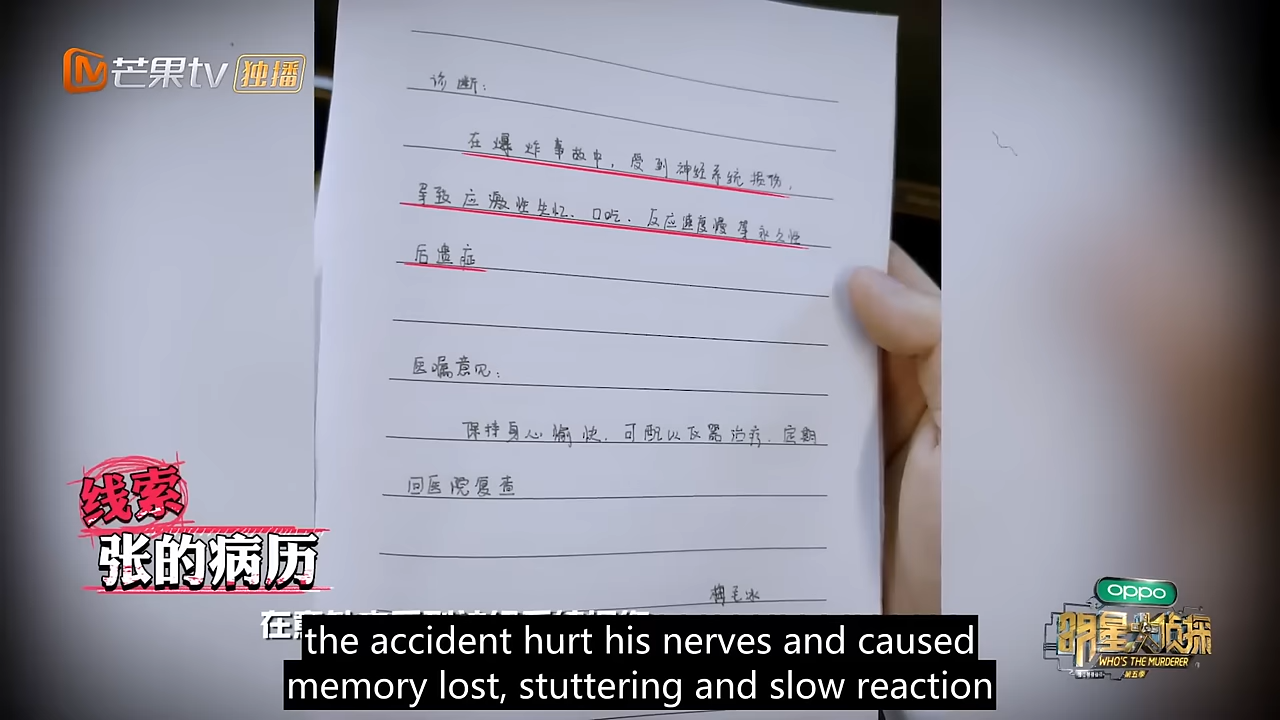 芒果tv 独播
诊断：
在爆炸事故中，受到神经系统损伤，
导致应激性失忆、口吃、反应速度慢等永久性
后遗症
医嘱意见：
保持身心愉快，可配以仪器治疗，定期
回医院复查
线索
张的病历
the accident hurt his nerves and caused
memory lost, stuttering and slow reaction
oppo
明星大侦探
WHO'S THE MURDERER
第五季